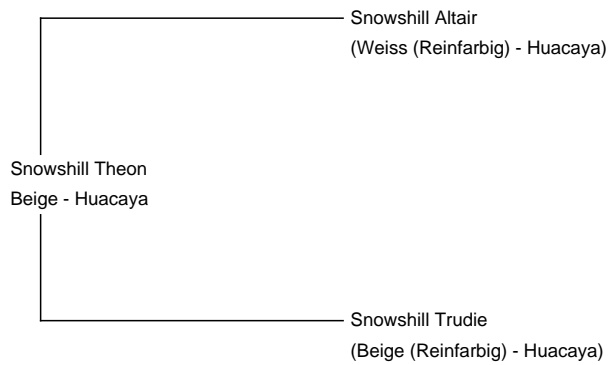 Snowshill Altair
(Weiss (Reinfarbig) - Huacaya)
Snowshill Theon
Beige - Huacaya
Snowshill Trudie
(Beige (Reinfarbig) - Huacaya)